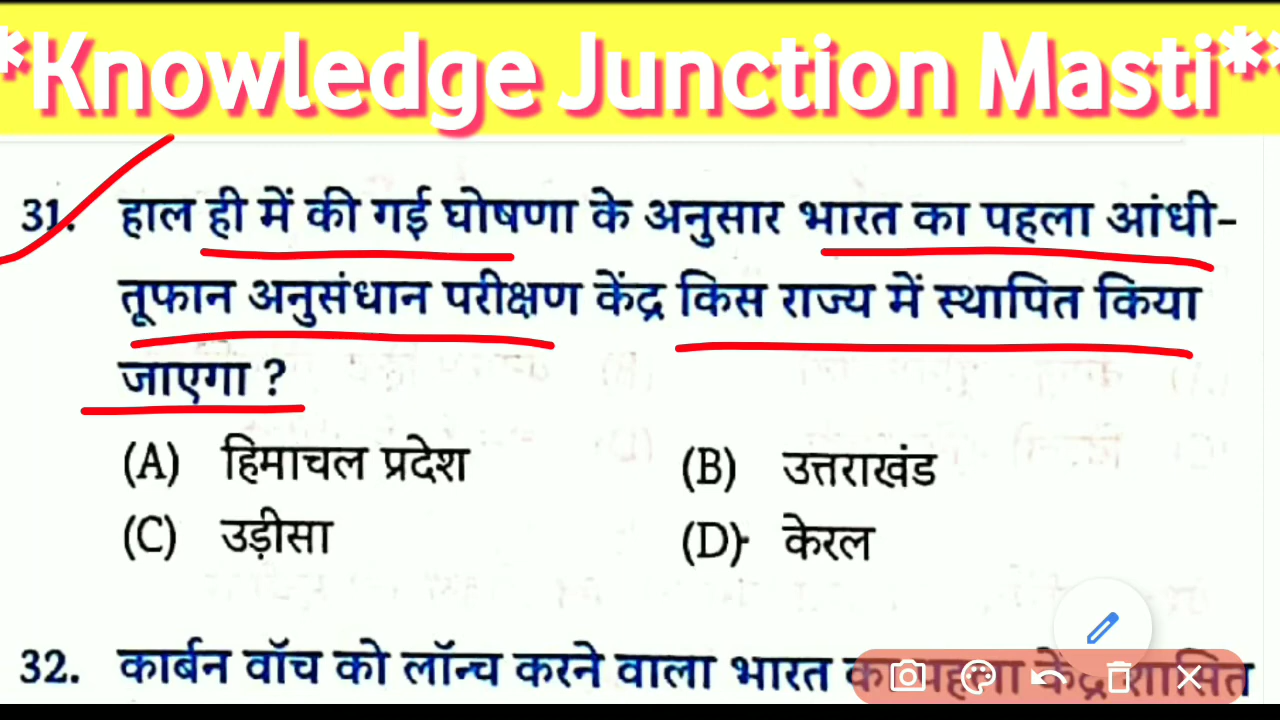 *Knowledge Junction Masti**
31. हाल ही में की गई घोषणा के अनुसार भारत का पहला आंधी-
तूफान अनुसंधान परीक्षण केंद्र किस राज्य में स्थापित किया
जाएगा ?
(A) हिमाचल प्रदेश (B) उत्तराखंड
(C) उड़ीसा (D) केरल
32. कार्बन वॉच को लॉन्च करने वाला भारत का पहला केंद्र शासित